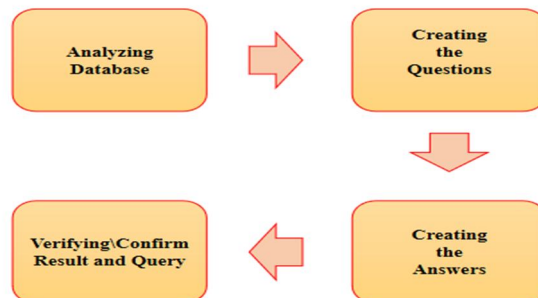 Analyzing
Database
Creating
the
Questions
Creating
the
Answers
Verifying\Confirm
Result and Query